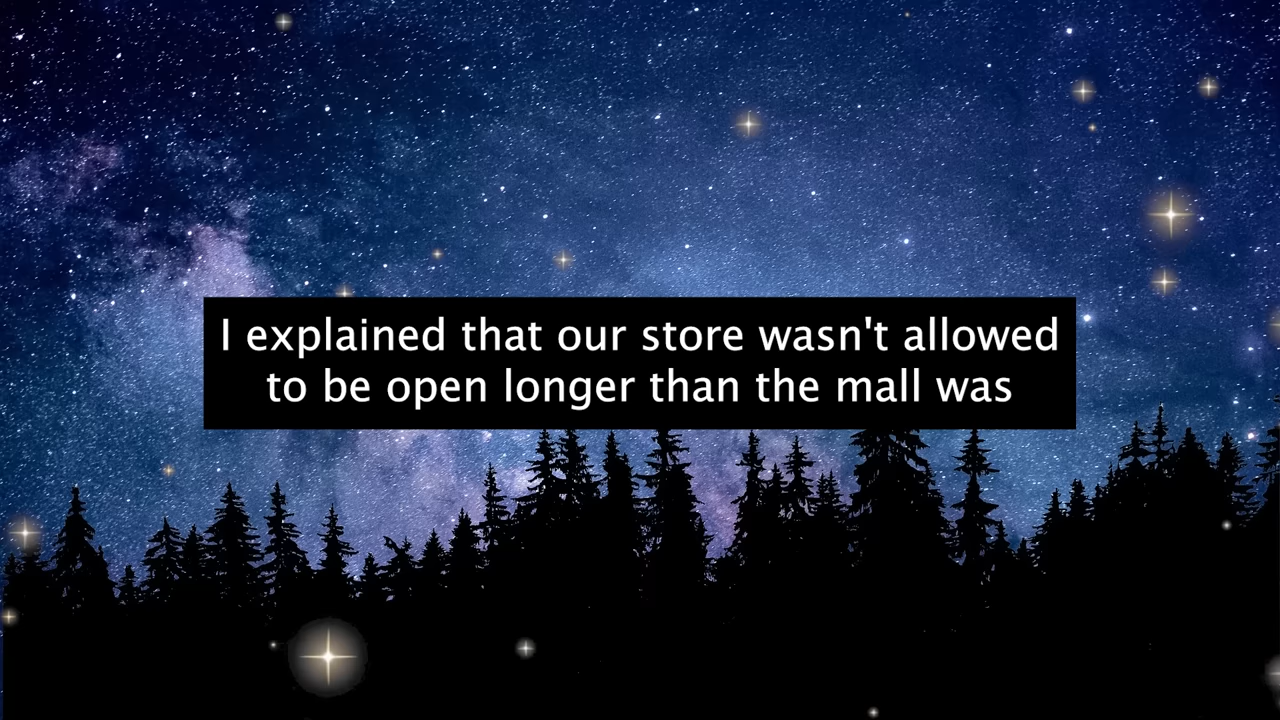 I explained that our store wasn't allowed
to be open longer than the mall was